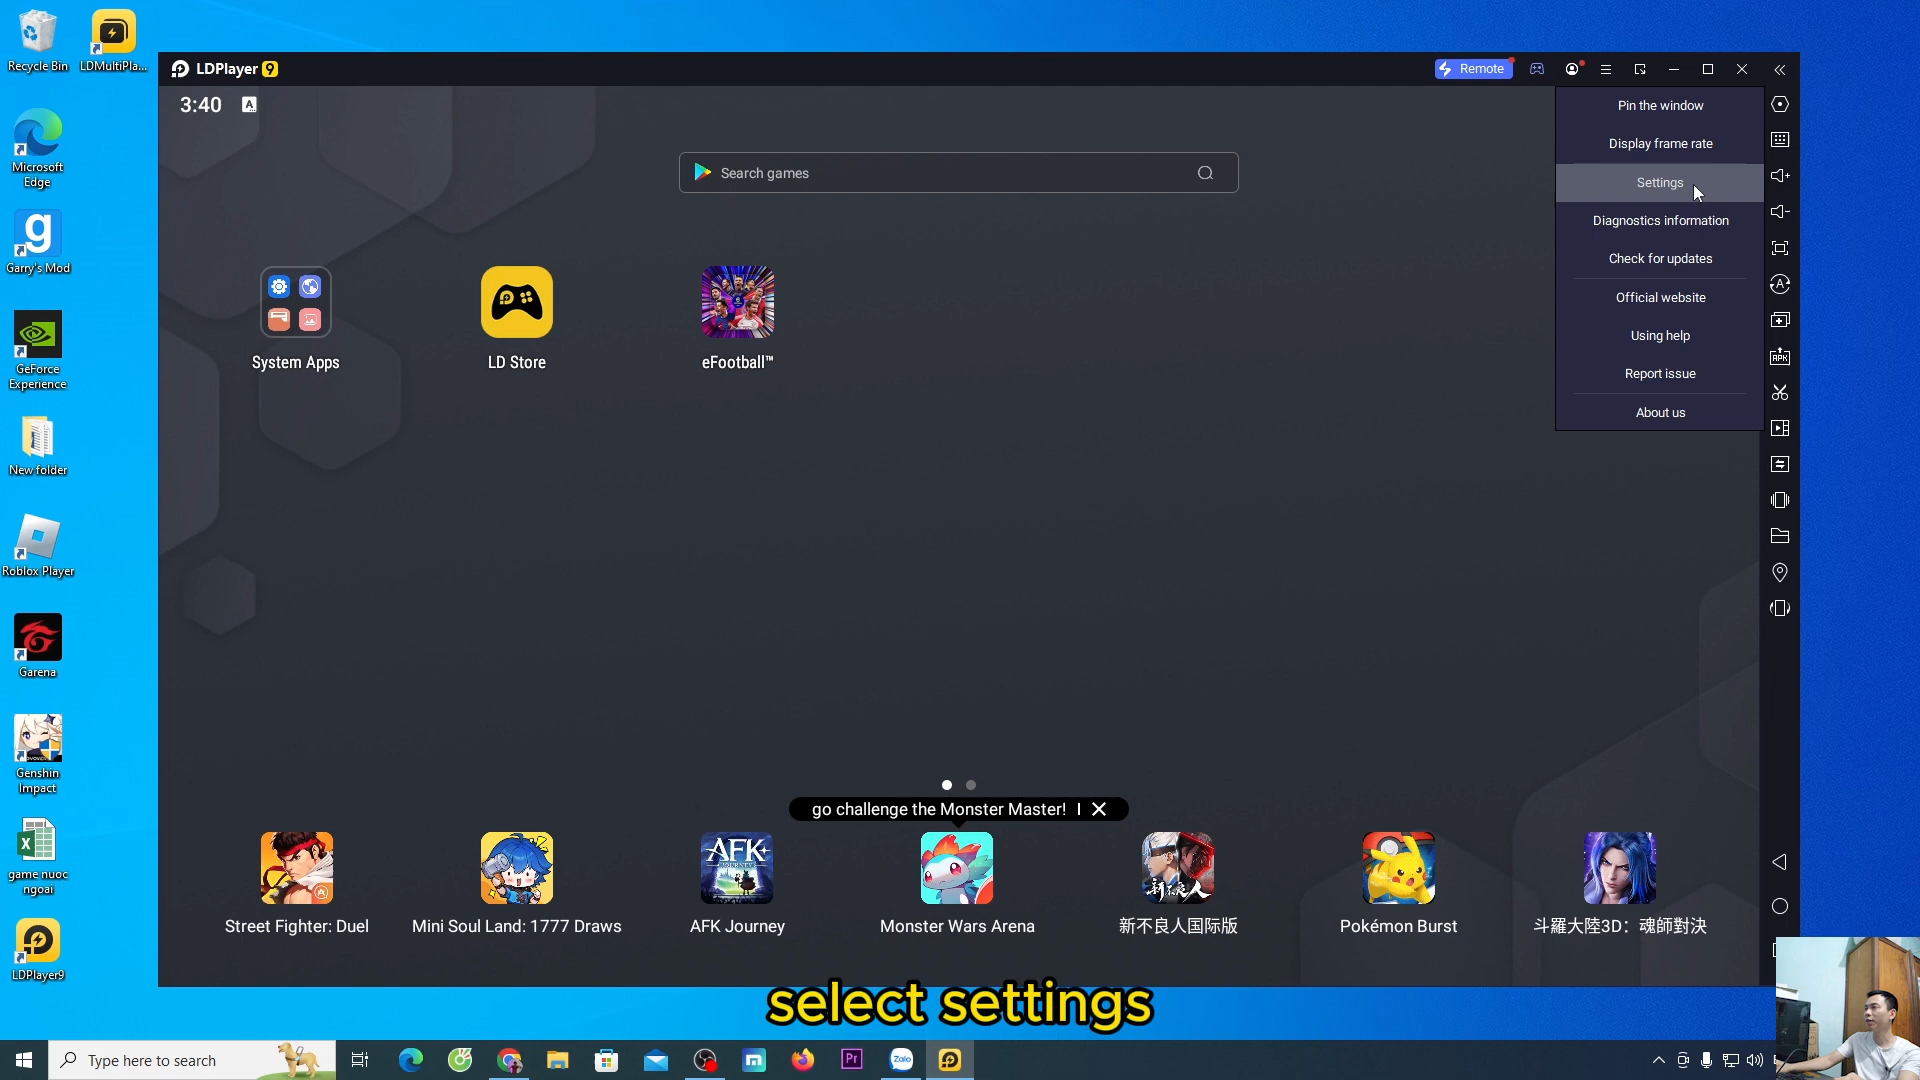 Recycle Bin
LDMultiPla...
Microsoft
Edge
Garry's Mod
GeForce
Experience
New folder
Roblox Player
Garena
Genshin
Impact
game nuoc
ngoai
LDPlayer9
LDPlayer 9
Remote
3:40 A
Search games
System Apps
LD Store
eFootball™
Pin the window
Display frame rate
Settings
Diagnostics information
Check for updates
Official website
Using help
Report issue
About us
go challenge the Monster Master!
AFK
JOURNEY
Street Fighter: Duel
Mini Soul Land: 1777 Draws
AFK Journey
Monster Wars Arena
新不良人国际版
Pokémon Burst
斗羅大陸3D：魂師對決
select settings
Type here to search
Pr
Zalo